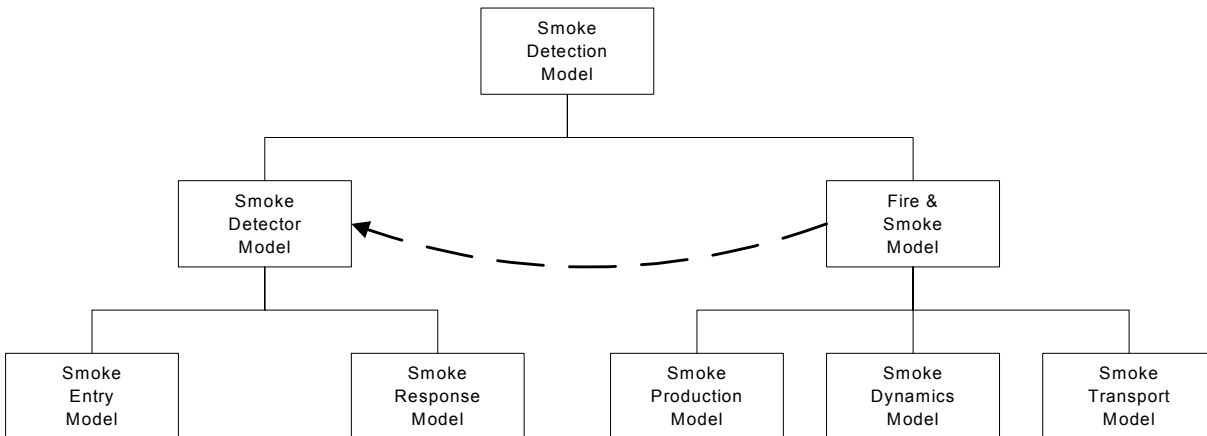 Smoke
Detection
Model
Smoke
Detector
Model
Fire &
Smoke
Model
Smoke
Entry
Model
Smoke
Response
Model
Smoke
Production
Model
Smoke
Dynamics
Model
Smoke
Transport
Model